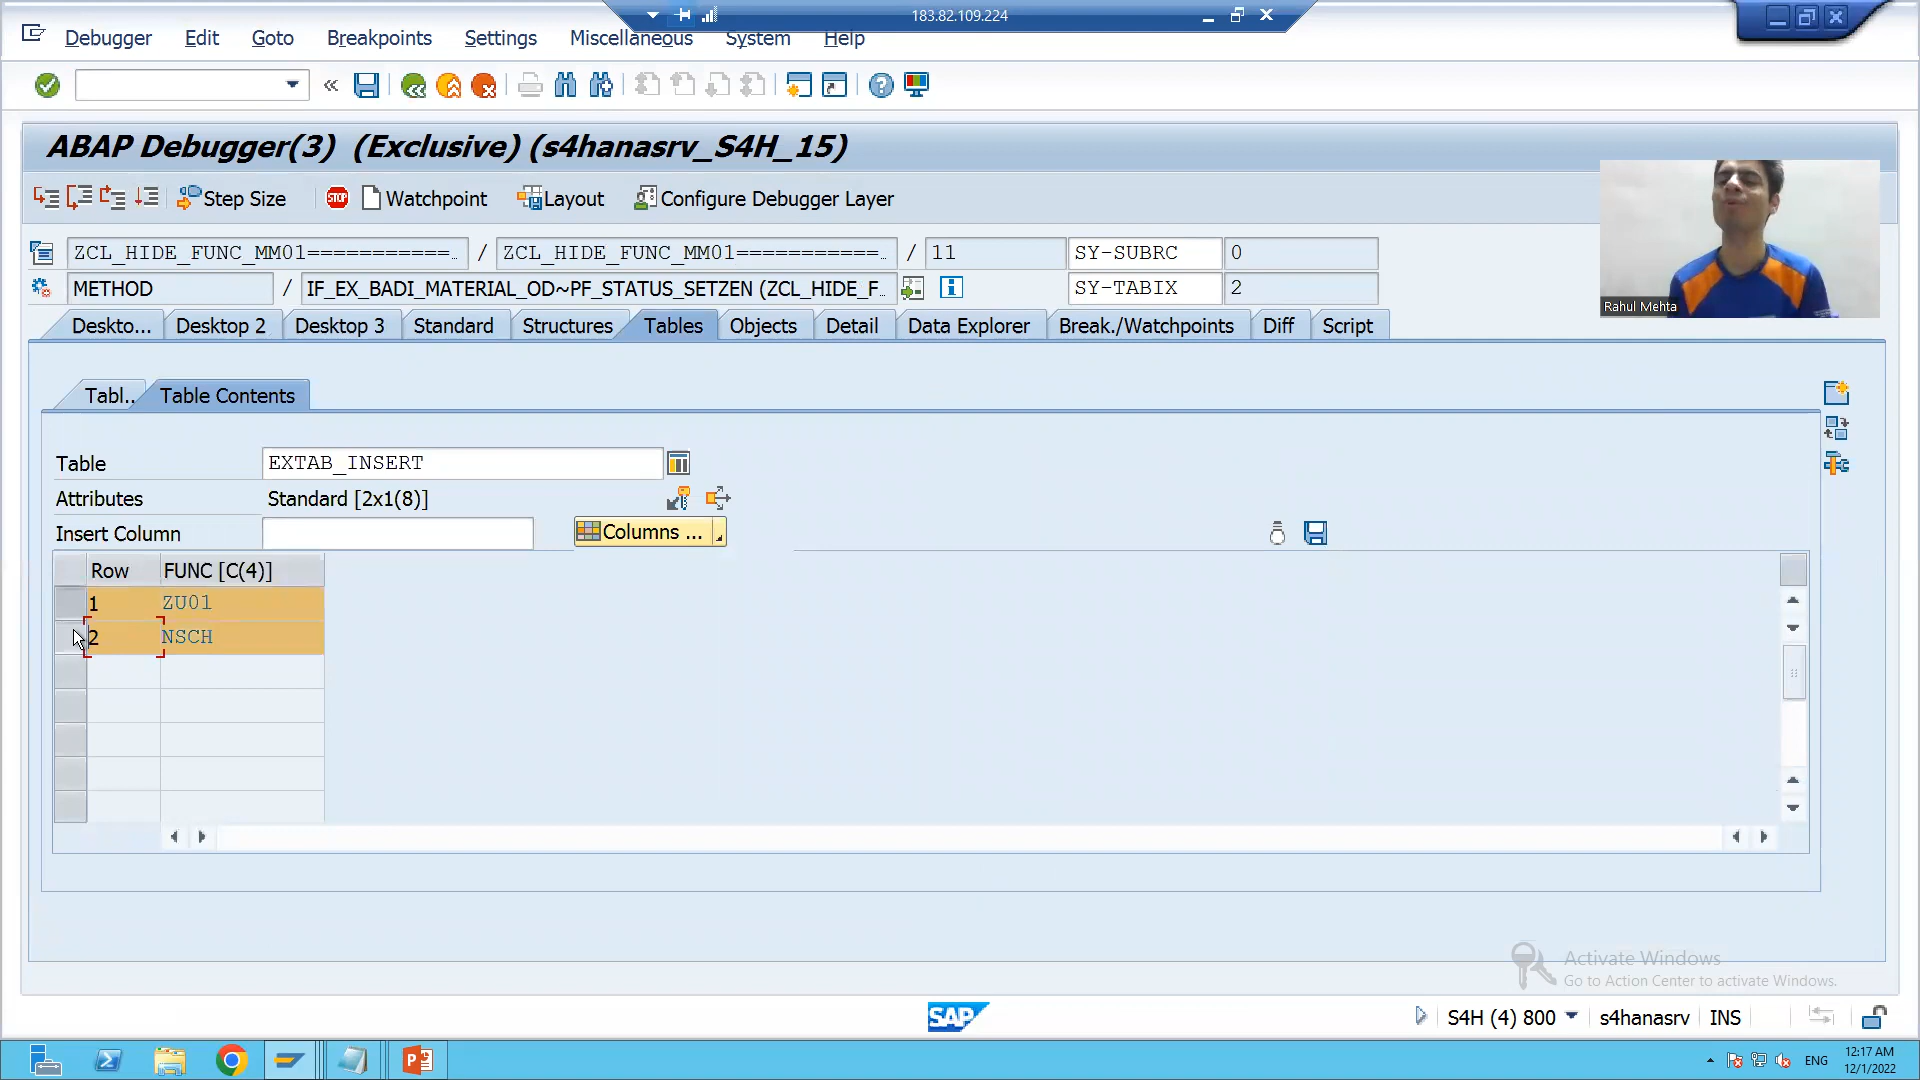 183.82.109.224
Debugger Edit Goto Breakpoints Settings Miscellaneous System Help
ABAP Debugger(3) (Exclusive) (s4hanasrv_S4H_15)
Step Size STOP Watchpoint Layout Configure Debugger Layer
ZCL_HIDE_FUNC_MM01===========… / ZCL_HIDE_FUNC_MM01===========… / 11 SY-SUBRC 0
METHOD / IF_EX_BADI_MATERIAL_OD~PF_STATUS_SETZEN (ZCL_HIDE_F… SY-TABIX 2
Rahul Mehta
Deskto... Desktop 2 Desktop 3 Standard Structures Tables Objects Detail Data Explorer Break./Watchpoints Diff Script
Tabl.. Table Contents
Table EXTAB_INSERT
Attributes Standard [2x1(8)]
Insert Column Columns ...
Row FUNC [C(4)]
1 ZU01
2 NSCH
Activate Windows
Go to Action Center to activate Windows.
SAP S4H (4) 800 s4hanasrv INS
ENG 12:17 AM
12/1/2022